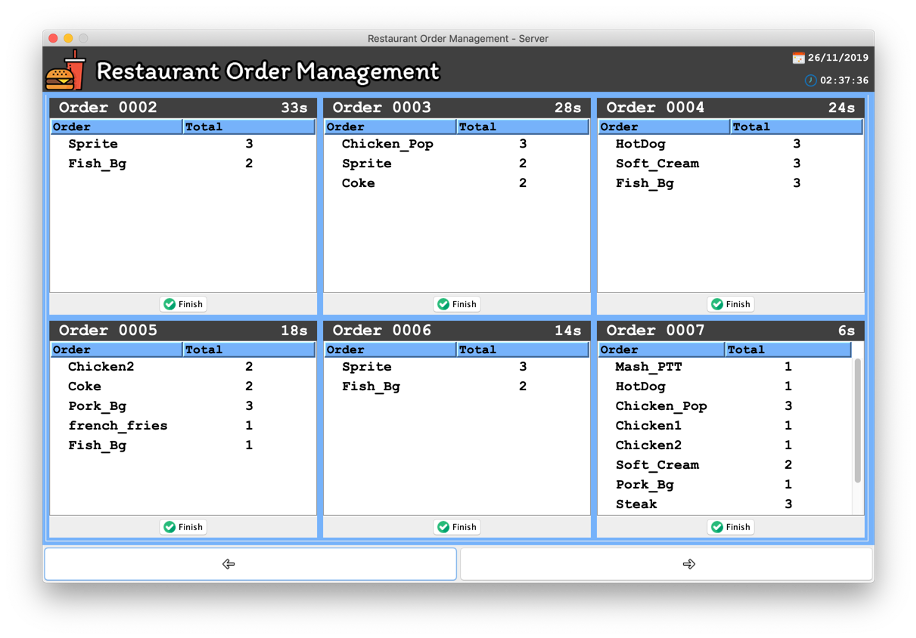 Restaurant Order Management - Server
Restaurant Order Management
26/11/2019
02:37:36
Order 0002 33s
Order Total
Sprite 3
Fish_Bg 2
Finish
Order 0003 28s
Order Total
Chicken_Pop 3
Sprite 2
Coke 2
Finish
Order 0004 24s
Order Total
HotDog 3
Soft_Cream 3
Fish_Bg 3
Finish
Order 0005 18s
Order Total
Chicken2 2
Coke 2
Pork_Bg 3
french_fries 1
Fish_Bg 1
Finish
Order 0006 14s
Order Total
Sprite 3
Fish_Bg 2
Finish
Order 0007 6s
Order Total
Mash_PTT 1
HotDog 1
Chicken_Pop 3
Chicken1 1
Chicken2 1
Soft_Cream 2
Pork_Bg 1
Steak 3
Finish